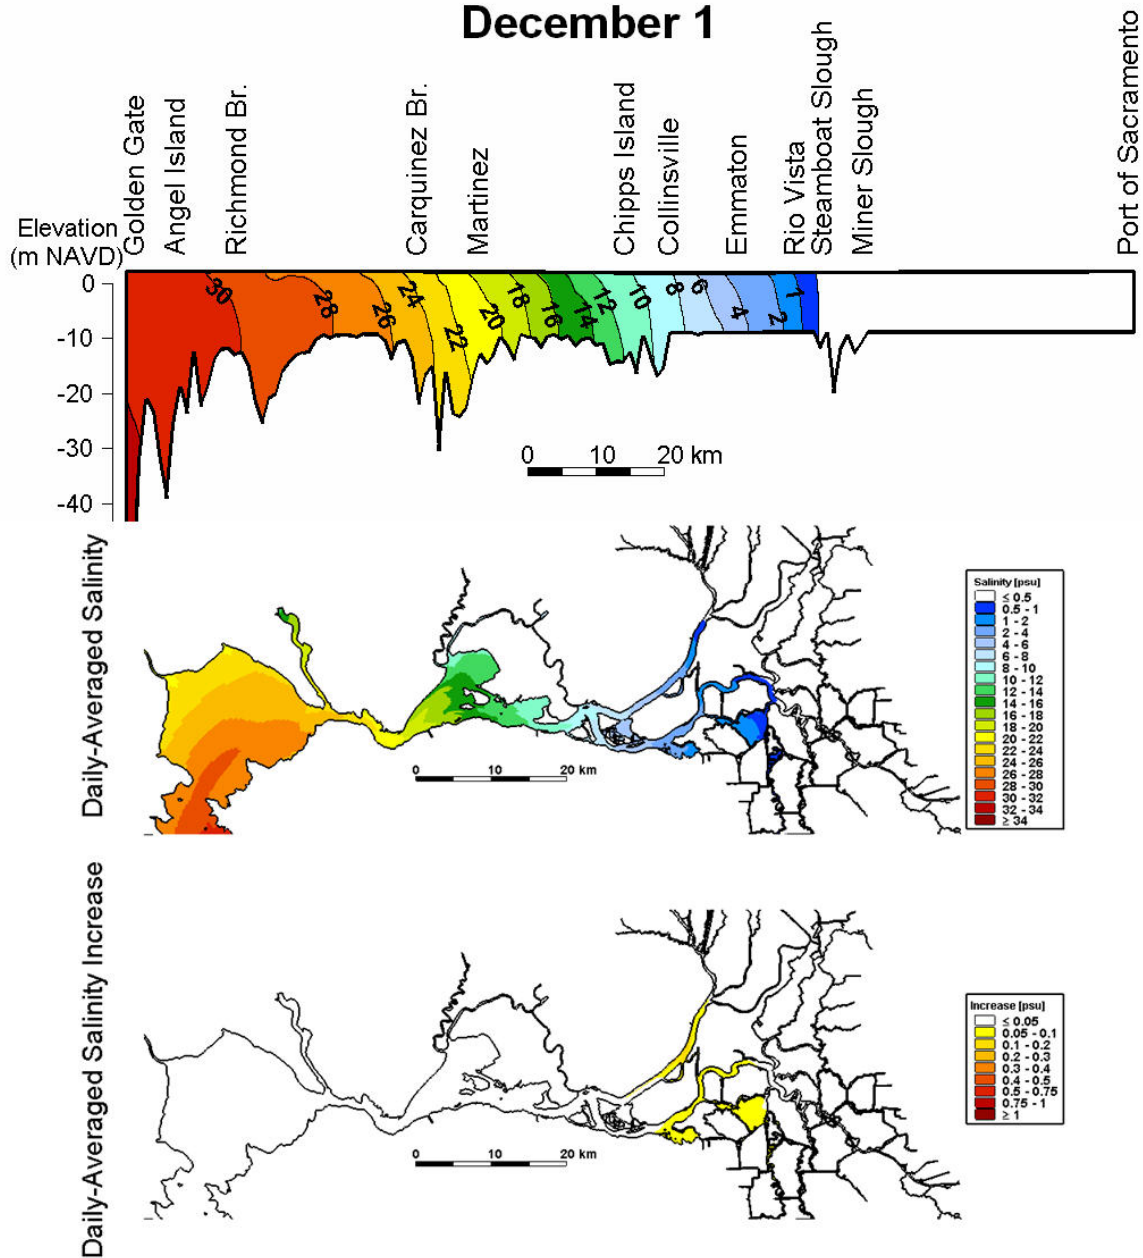 December 1
Golden Gate
Angel Island
Richmond Br.
Carquinez Br.
Martinez
Chipps Island
Collinsville
Emmaton
Rio Vista
Steamboat Slough
Miner Slough
Port of Sacramento
Elevation
(m NAVD)
0
-10
-20
-30
-40
30
28
26
24
22
20
18
16
14
12
10
8
6
4
2
1
0 10 20 km
Daily-Averaged Salinity
0 10 20 km
Salinity [psu]
≤ 0.5
0.5 - 1
1 - 2
2 - 4
4 - 6
6 - 8
8 - 10
10 - 12
12 - 14
14 - 16
16 - 18
18 - 20
20 - 22
22 - 24
24 - 26
26 - 28
28 - 30
30 - 32
32 - 34
≥ 34
Daily-Averaged Salinity Increase
0 10 20 km
Increase [psu]
≤ 0.05
0.05 - 0.1
0.1 - 0.2
0.2 - 0.3
0.3 - 0.4
0.4 - 0.5
0.5 - 0.75
0.75 - 1
≥ 1